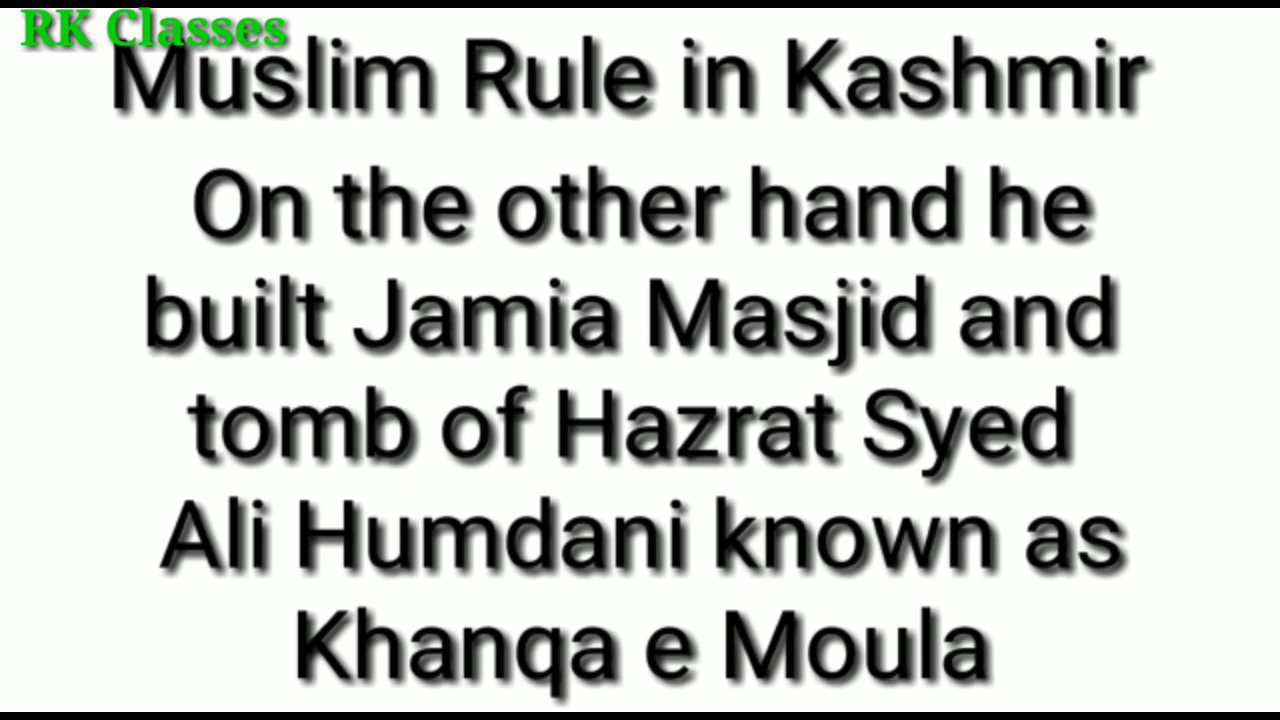 RK Classes
Muslim Rule in Kashmir
On the other hand he
built Jamia Masjid and
tomb of Hazrat Syed
Ali Humdani known as
Khanqa e Moula